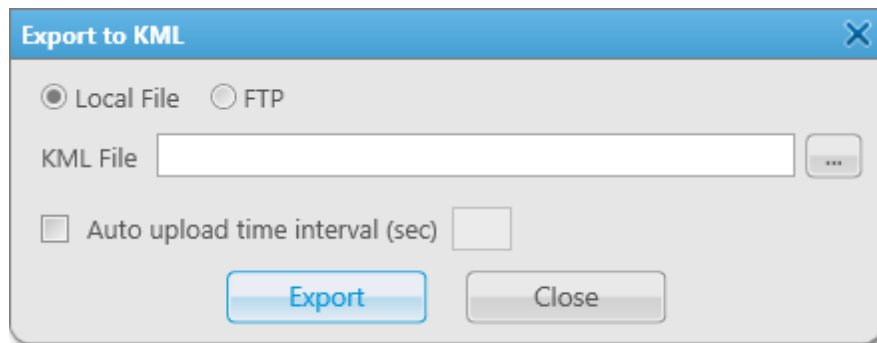 Export to KML
Local File FTP
KML File ...
Auto upload time interval (sec)
Export Close